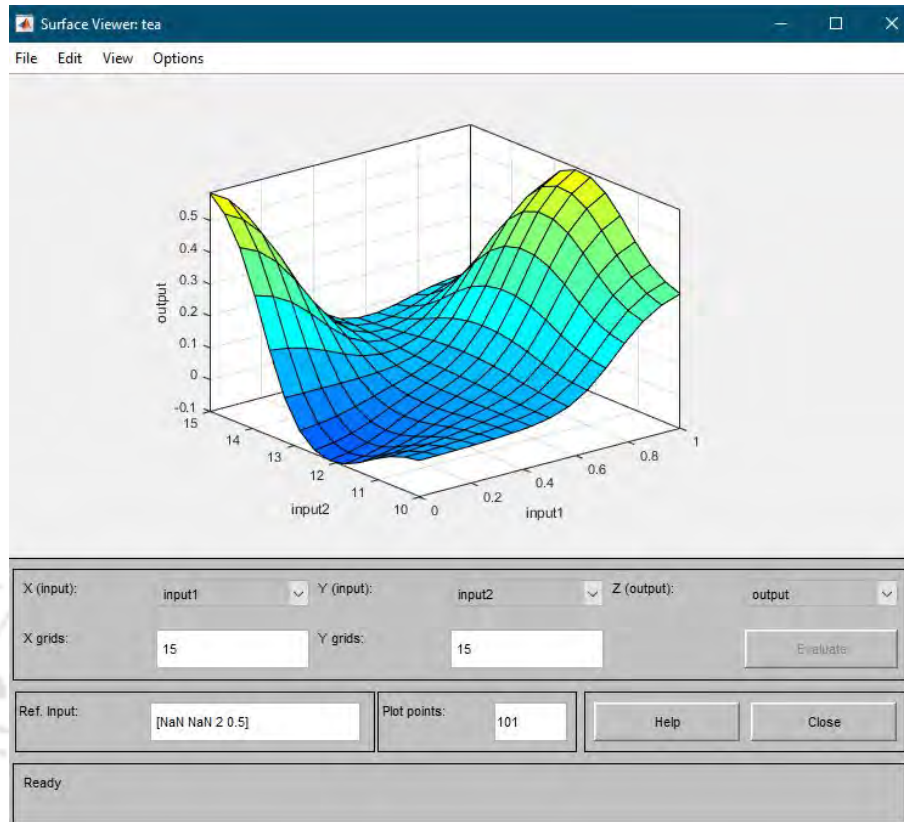 Surface Viewer: tea
File Edit View Options
0.5
0.4
0.3
0.2
0.1
0
-0.1
output
15
14
13
12
11
10
input2
0
0.2
0.4
0.6
0.8
1
input1
X (input): input1 Y (input): input2 Z (output): output
X grids: 15 Y grids: 15 Evaluate
Ref. Input: [NaN NaN 2 0.5] Plot points: 101 Help Close
Ready